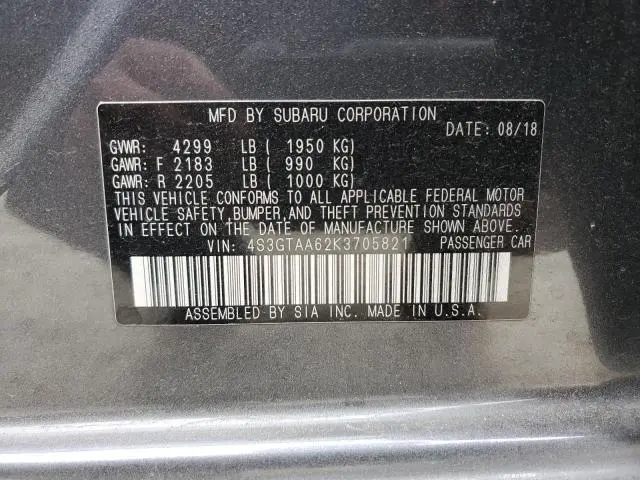 MFD BY SUBARU CORPORATION
DATE: 08/18
GVWR: 4299 LB ( 1950 KG)
GAWR: F 2183 LB ( 990 KG)
GAWR: R 2205 LB ( 1000 KG)
THIS VEHICLE CONFORMS TO ALL APPLICABLE FEDERAL MOTOR
VEHICLE SAFETY, BUMPER, AND THEFT PREVENTION STANDARDS
IN EFFECT ON THE DATE OF MANUFACTURE SHOWN ABOVE.
VIN: 4S3GTAA62K3705821 PASSENGER CAR
ASSEMBLED BY SIA INC. MADE IN U.S.A.